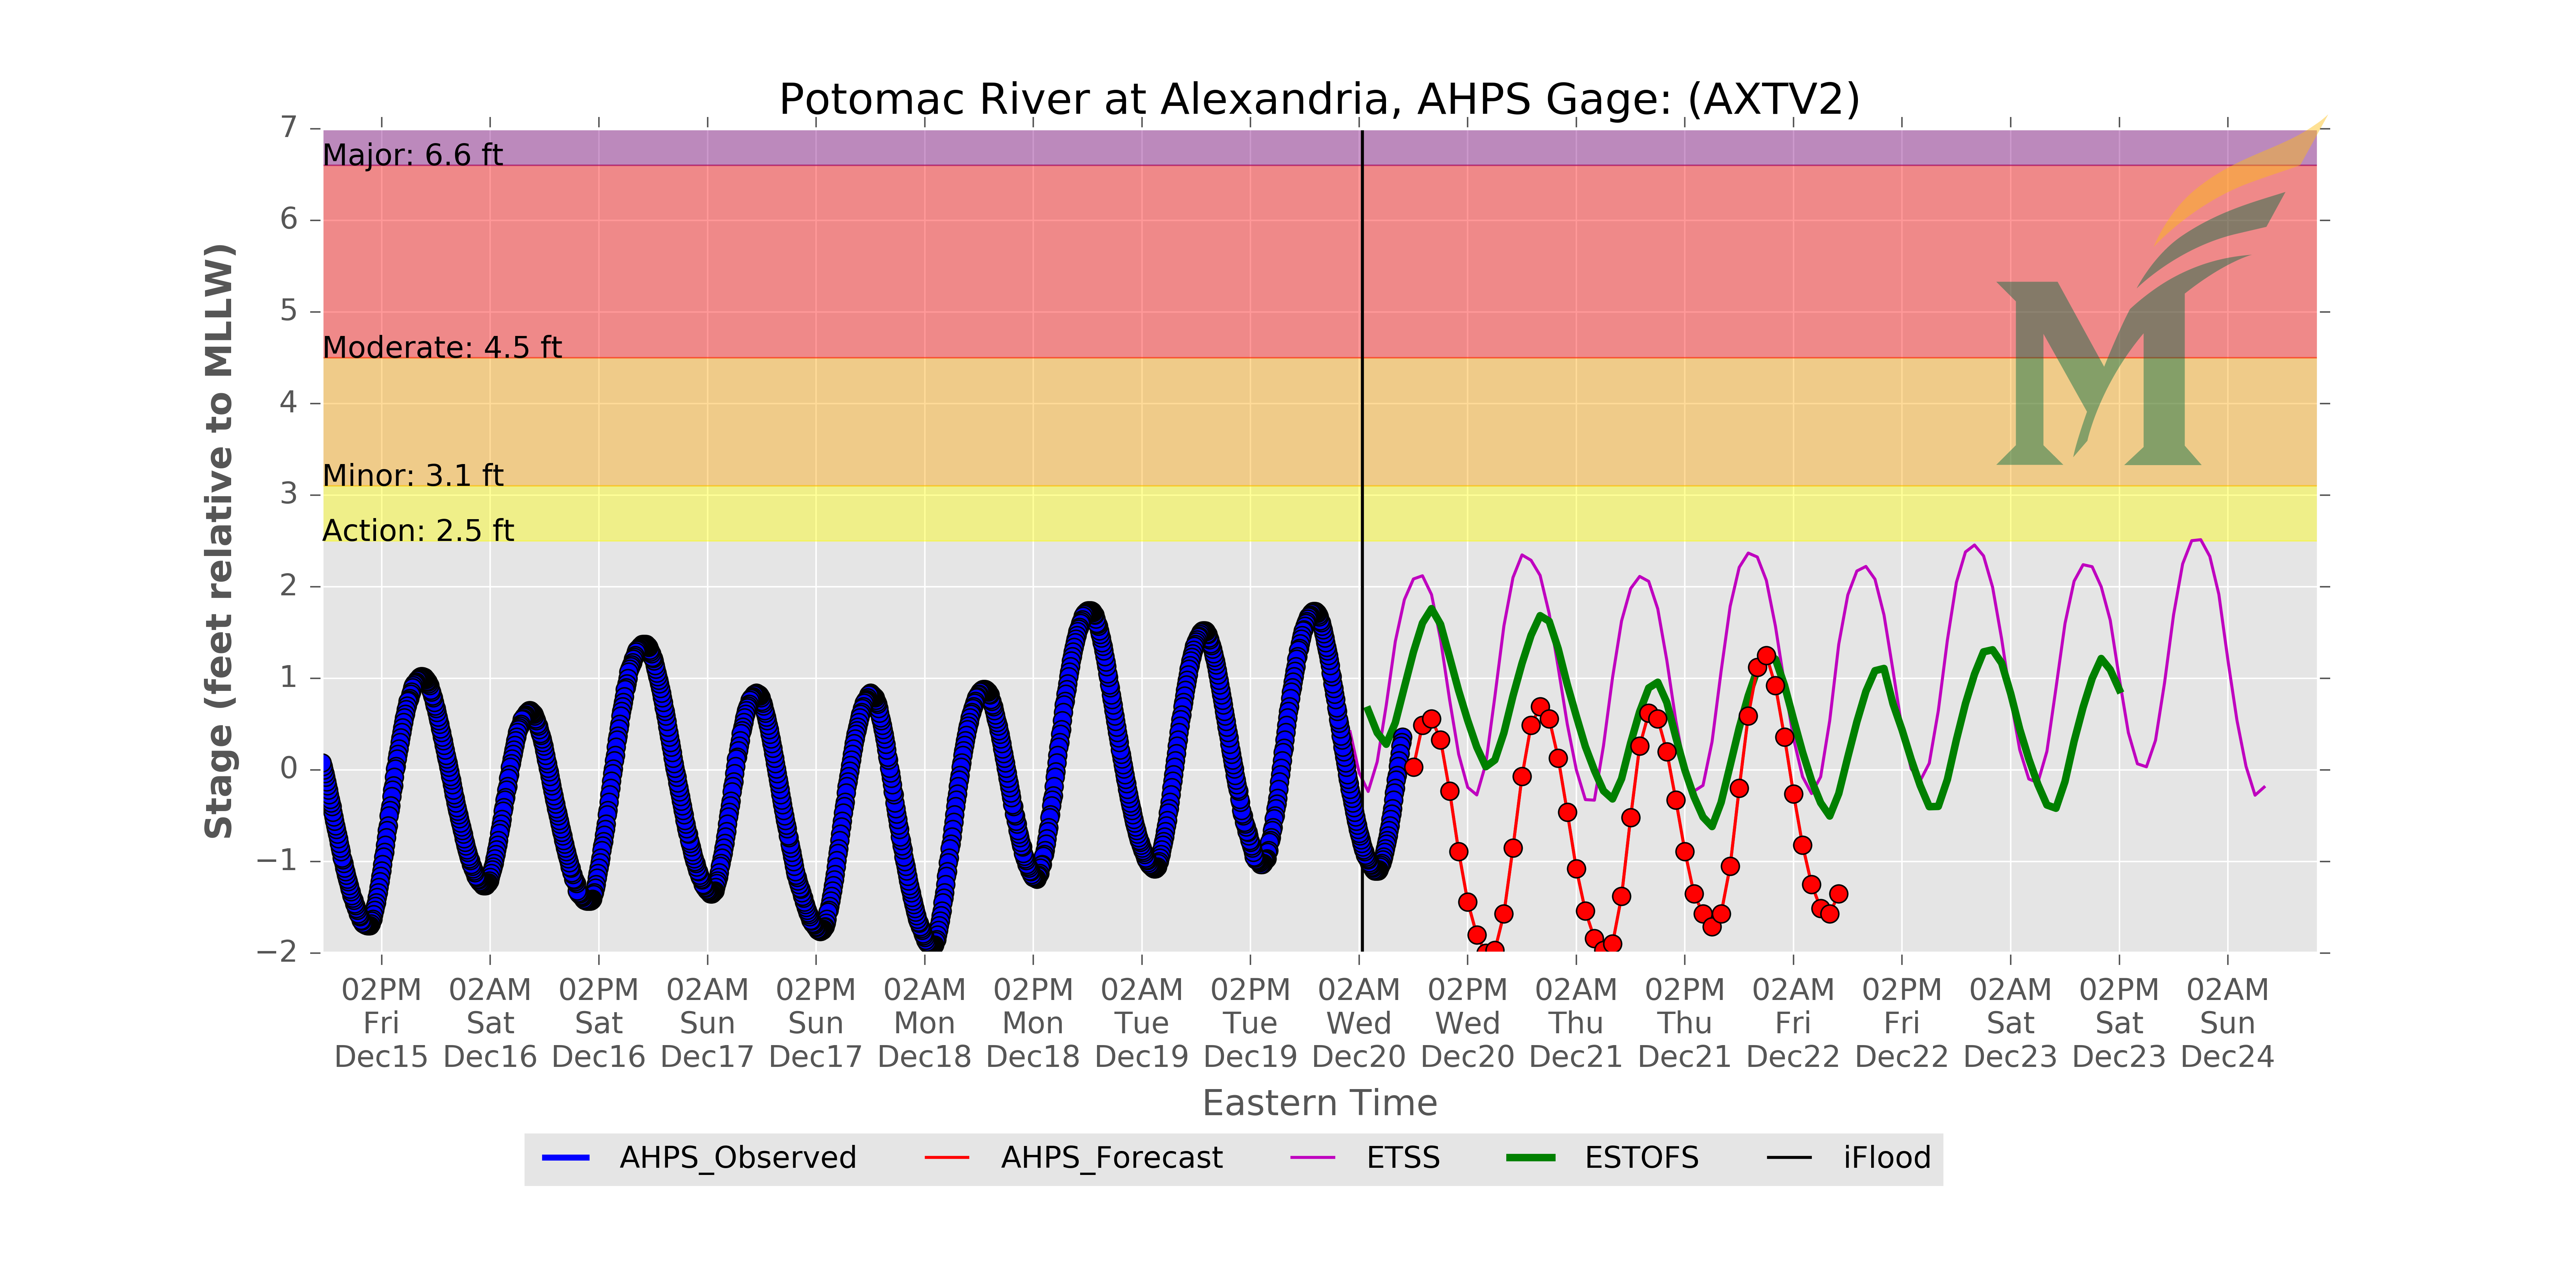 Potomac River at Alexandria, AHPS Gage: (AXTV2)
Stage (feet relative to MLLW)
7
6
5
4
3
2
1
0
−1
−2
Major: 6.6 ft
Moderate: 4.5 ft
Minor: 3.1 ft
Action: 2.5 ft
M
02PM 02AM 02PM 02AM 02PM 02AM 02PM 02AM 02PM 02AM 02PM 02AM 02PM 02AM 02PM 02AM 02PM 02AM
Fri Sat Sat Sun Sun Mon Mon Tue Tue Wed Wed Thu Thu Fri Fri Sat Sat Sun
Dec15 Dec16 Dec16 Dec17 Dec17 Dec18 Dec18 Dec19 Dec19 Dec20 Dec20 Dec21 Dec21 Dec22 Dec22 Dec23 Dec23 Dec24
Eastern Time
AHPS_Observed AHPS_Forecast ETSS ESTOFS iFlood